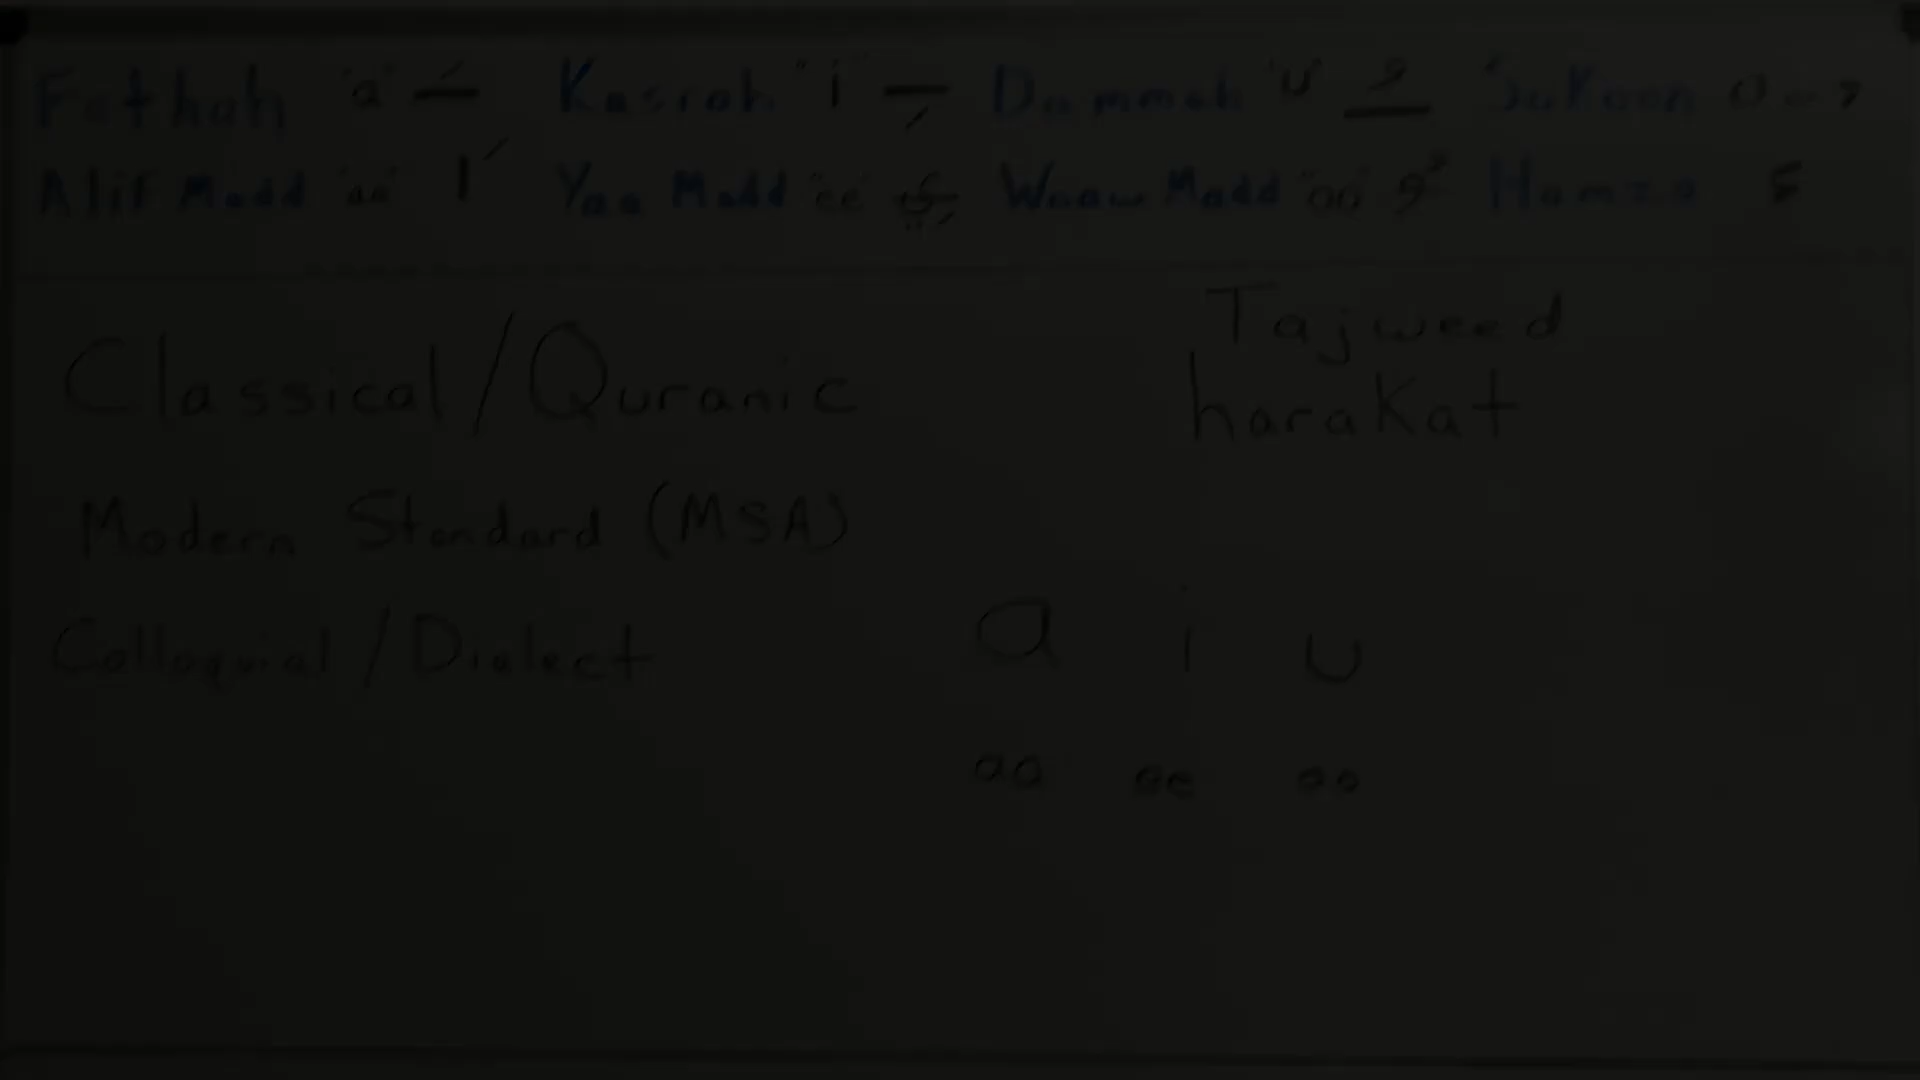 Fathah "a" َ Kasrah "i" ِ Dammah "u" ُ Sukoon
Alif Madd "aa" ا َ Yaa Madd "ee" ي ِ Waaw Madd "oo" و ُ Hamza ء
Classical/Quranic
Modern Standard (MSA)
Colloquial/Dialect
Tajweed
harakat
a i u
aa ee oo